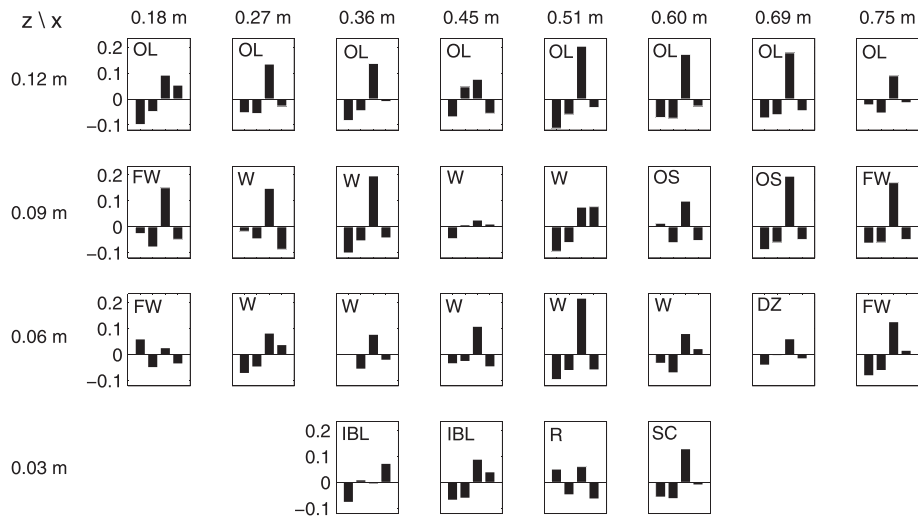 z \ x 0.18 m 0.27 m 0.36 m 0.45 m 0.51 m 0.60 m 0.69 m 0.75 m
0.12 m
0.2
0.1
0
−0.1
OL OL OL OL OL OL OL OL
0.09 m
0.2
0.1
0
−0.1
FW W W W W OS OS FW
0.06 m
0.2
0.1
0
−0.1
FW W W W W W DZ FW
0.03 m
0.2
0.1
0
−0.1
IBL IBL R SC